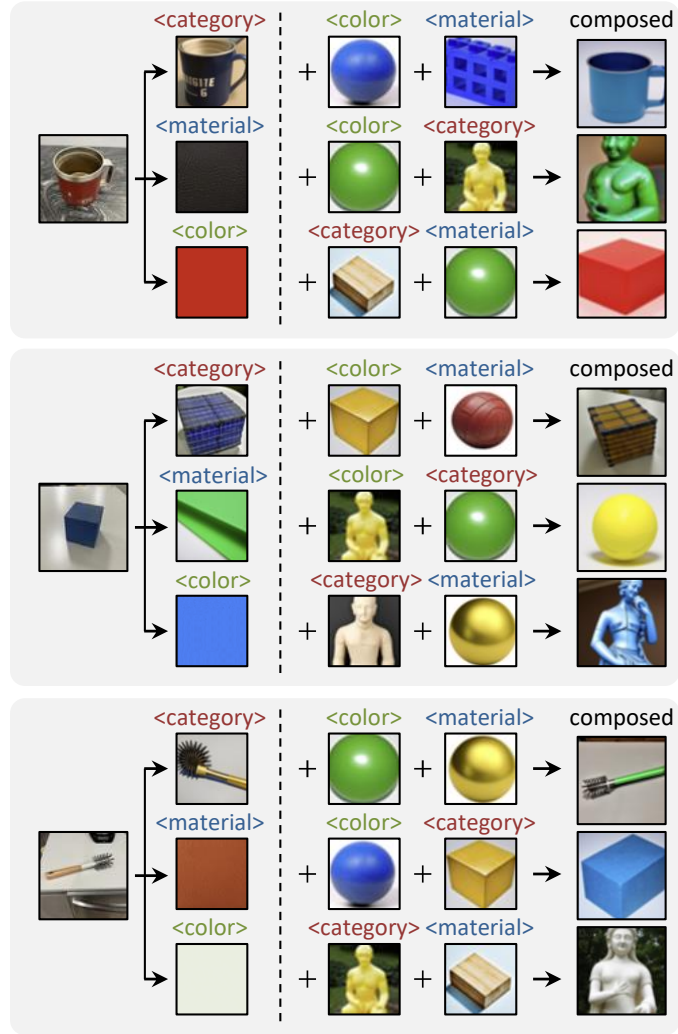 <category> composed
<color> <material>
<material> <color> <category>
<color> <category> <material>
<category> <color> <material> composed
<material> <color> <category>
<color> <category> <material>
<category> <color> <material> composed
<material> <color> <category>
<color> <category> <material>